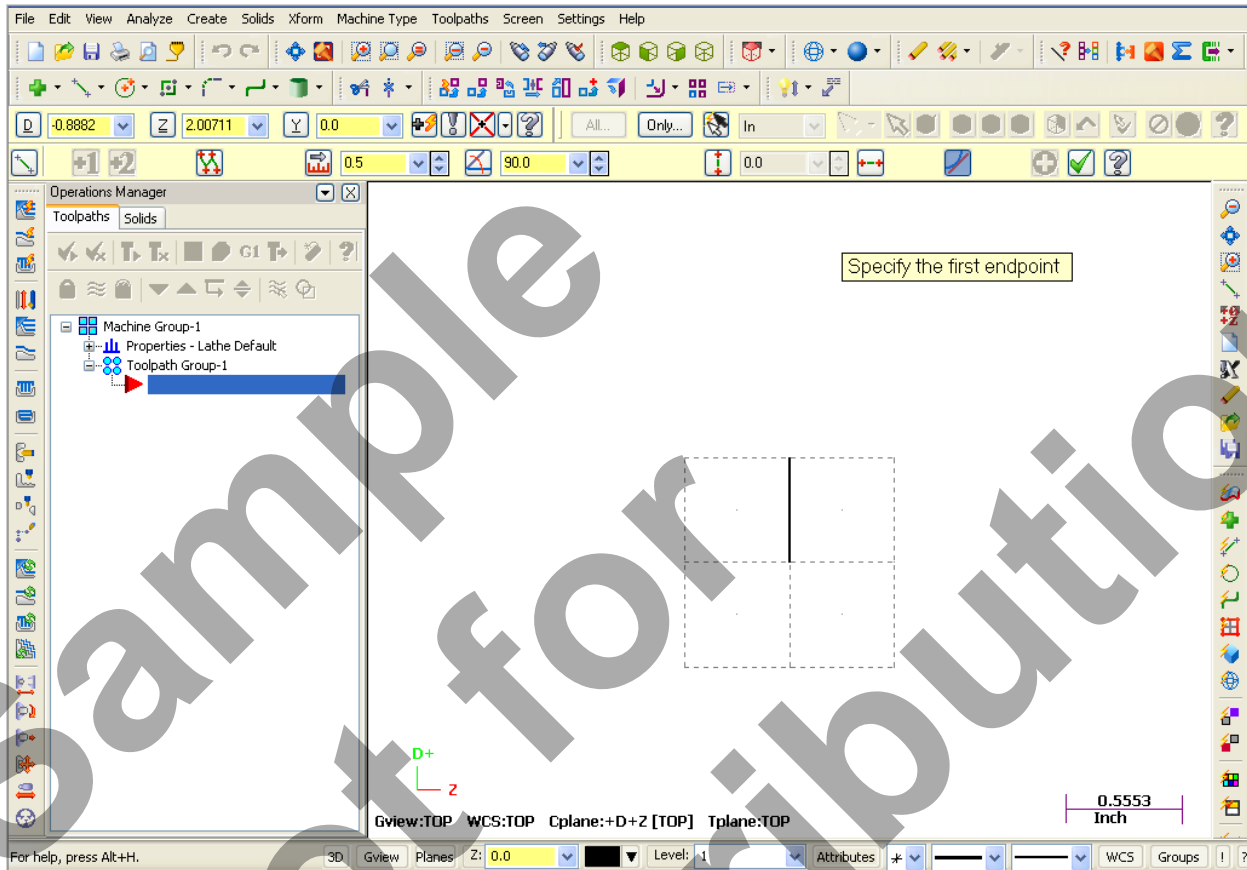 File Edit View Analyze Create Solids Xform Machine Type Toolpaths Screen Settings Help
D -0.8882 Z 2.00711 Y 0.0 All... Only... In
+1 +2 0.5 90.0 0.0
Operations Manager
Toolpaths Solids
G1
Machine Group-1
Properties - Lathe Default
Toolpath Group-1
Specify the first endpoint
D+
Z
0.5553
Inch
Gview:TOP WCS:TOP Cplane:+D+Z [TOP] Tplane:TOP
For help, press Alt+H. 3D Gview Planes Z: 0.0 Level: 1 Attributes WCS Groups ! ?
Sample